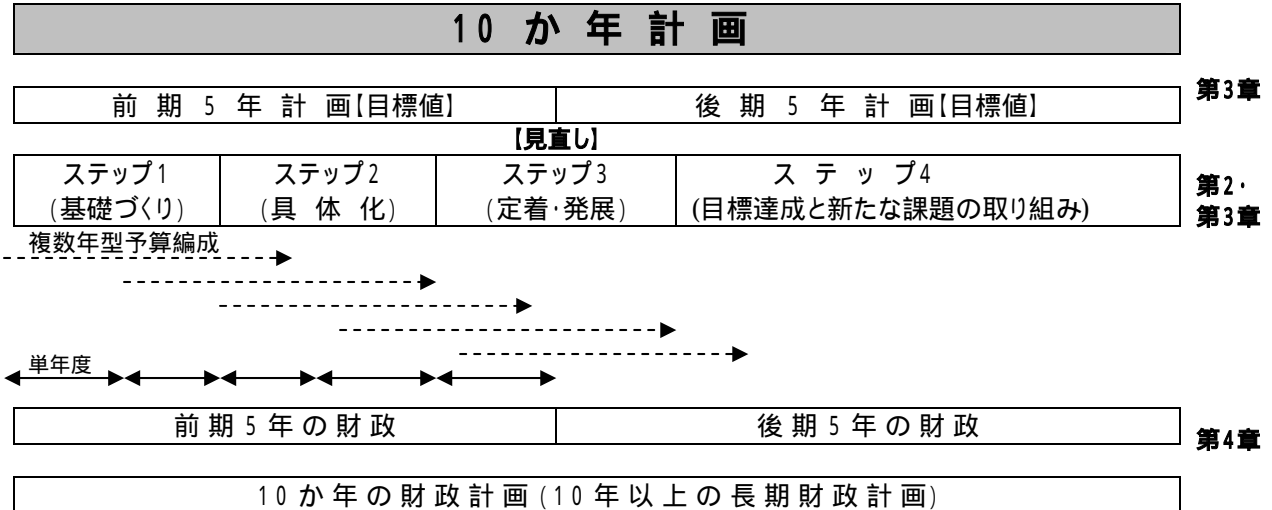 10か年計画
第3章
前期5年計画【目標値】 後期5年計画【目標値】
【見直し】
ステップ1 ステップ2 ステップ3 ステップ4
(基礎づくり) (具体化) (定着・発展) (目標達成と新たな課題の取り組み)
第2・
第3章
複数年型予算編成
単年度
前期5年の財政 後期5年の財政
第4章
10か年の財政計画(10年以上の長期財政計画)